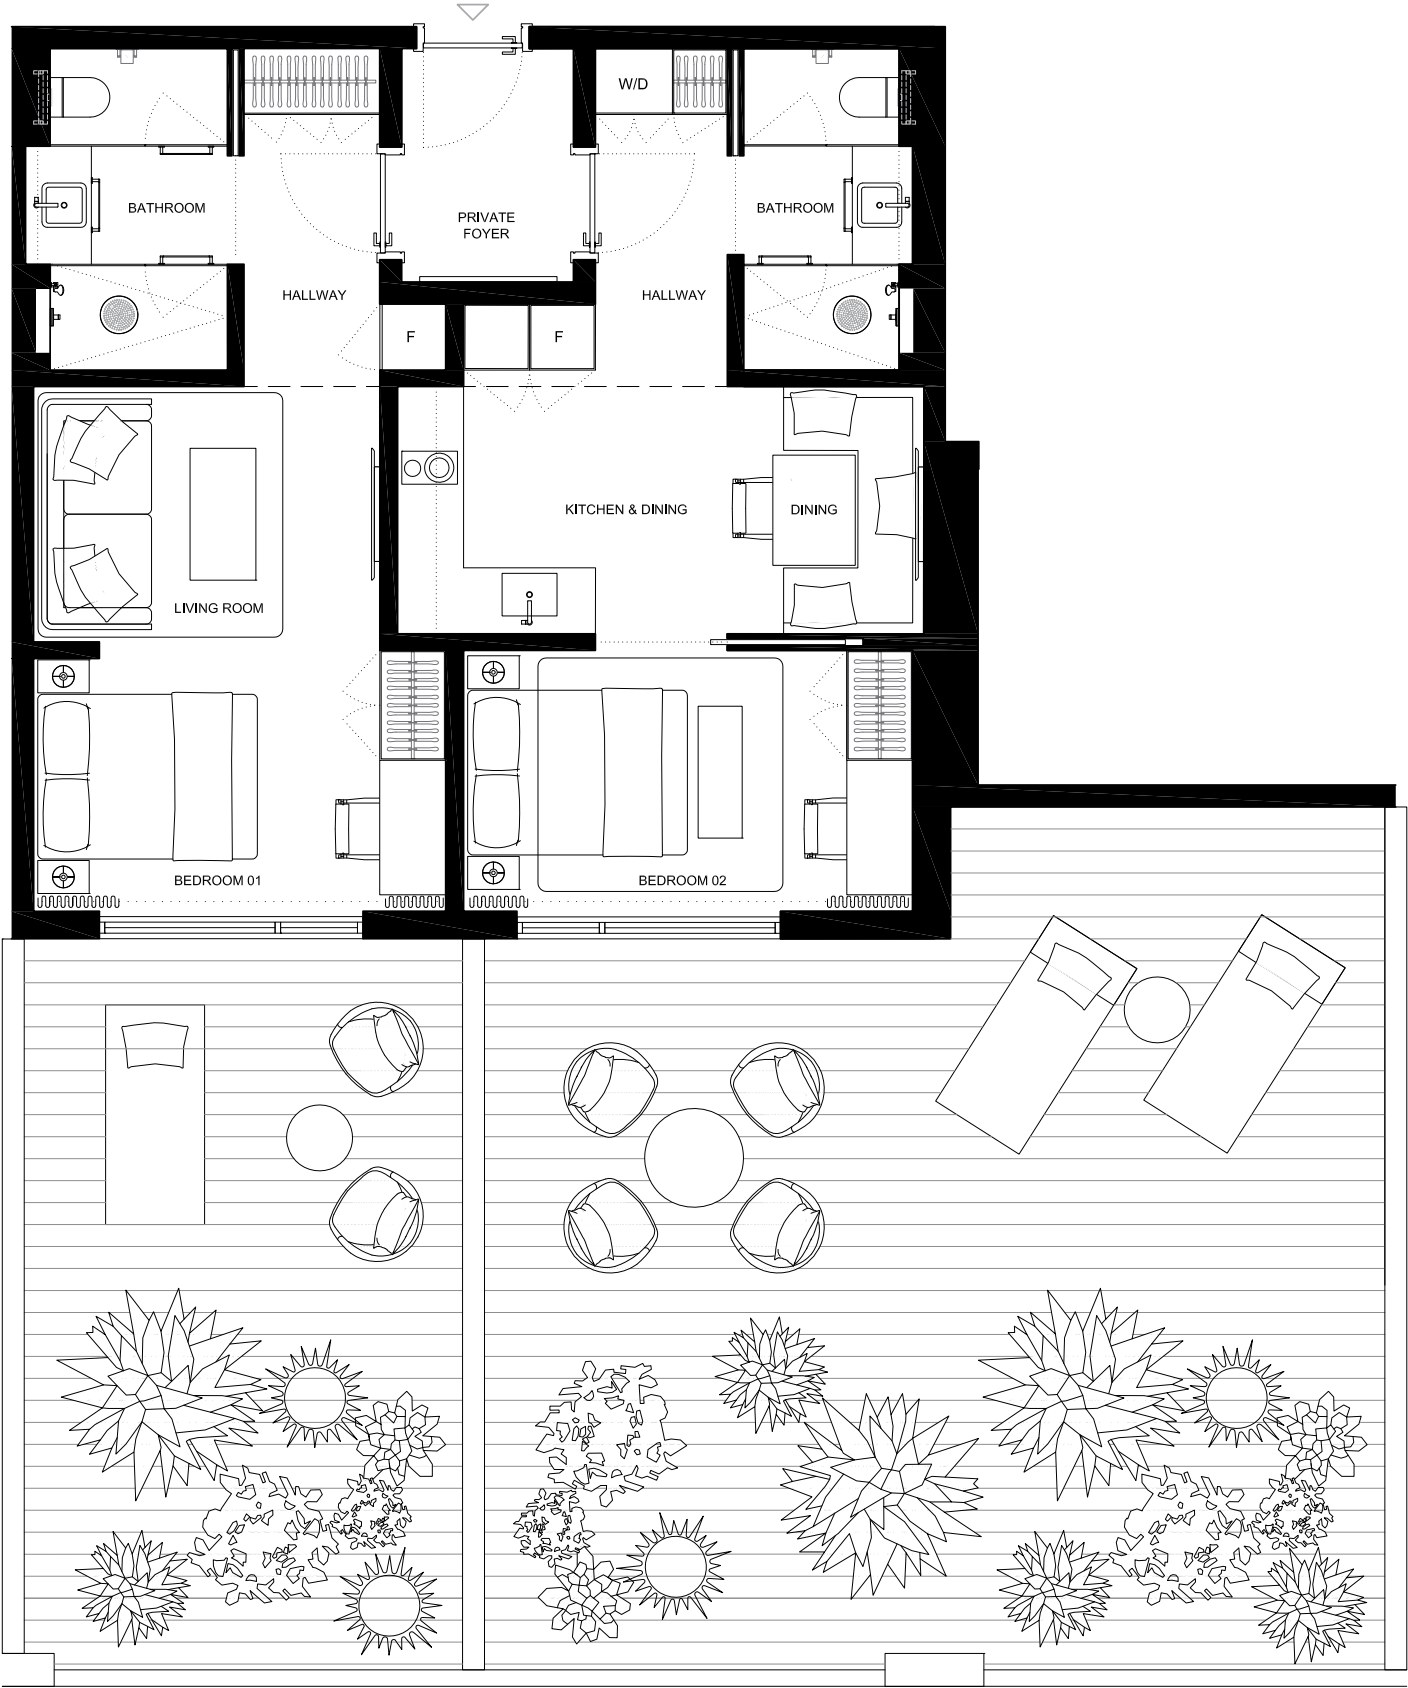 W/D
BATHROOM
PRIVATE
FOYER
BATHROOM
HALLWAY
HALLWAY
F
F
KITCHEN & DINING
DINING
LIVING ROOM
BEDROOM 01
BEDROOM 02